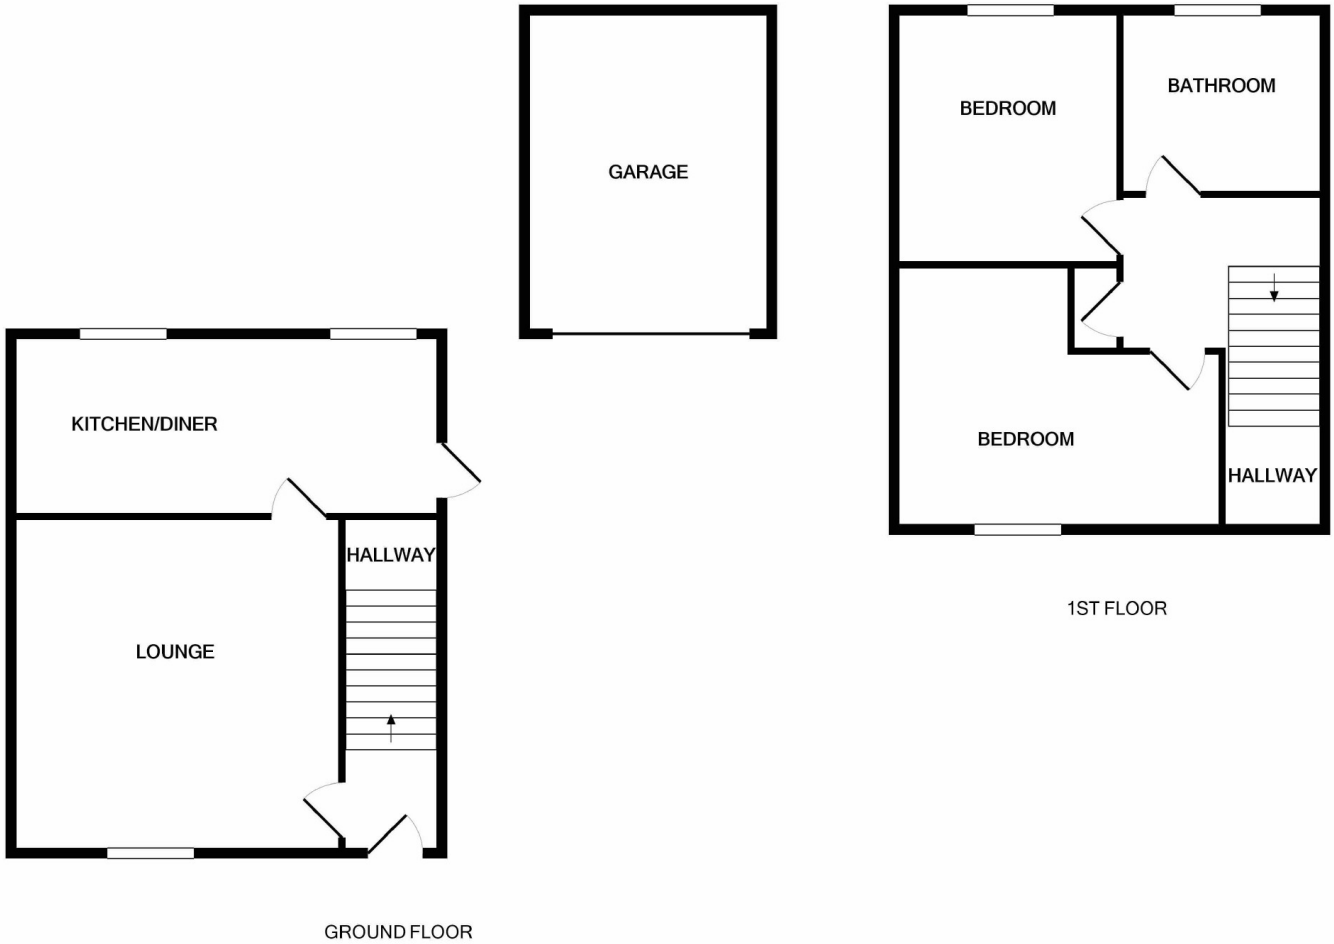 GARAGE
KITCHEN/DINER
HALLWAY
LOUNGE
GROUND FLOOR
BEDROOM
BATHROOM
BEDROOM
HALLWAY
1ST FLOOR